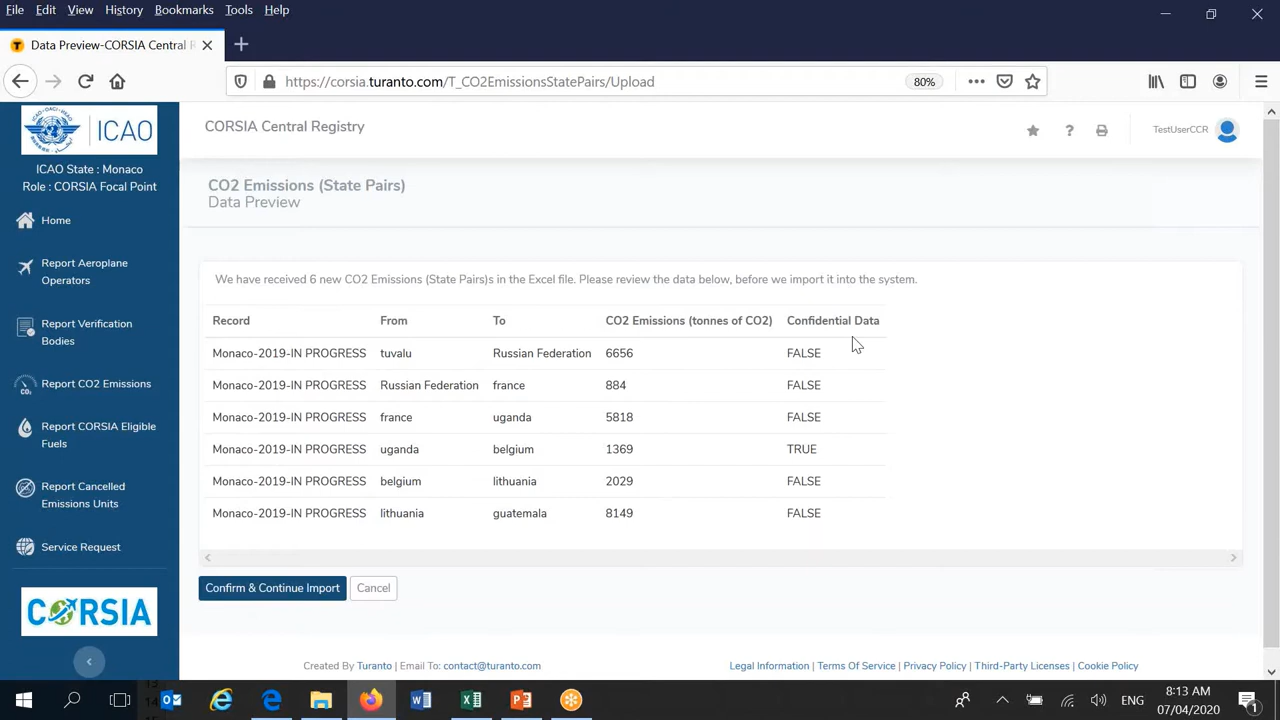 File Edit View History Bookmarks Tools Help
Data Preview-CORSIA Central R
https://corsia.turanto.com/T_CO2EmissionsStatePairs/Upload
80%
ICAO
CORSIA Central Registry
TestUserCCR
ICAO State : Monaco
Role : CORSIA Focal Point
Home
Report Aeroplane
Operators
Report Verification
Bodies
Report CO2 Emissions
Report CORSIA Eligible
Fuels
Report Cancelled
Emissions Units
Service Request
CORSIA
CO2 Emissions (State Pairs)
Data Preview
We have received 6 new CO2 Emissions (State Pairs)s in the Excel file. Please review the data below, before we import it into the system.
Record From To CO2 Emissions (tonnes of CO2) Confidential Data
Monaco-2019-IN PROGRESS tuvalu Russian Federation 6656 FALSE
Monaco-2019-IN PROGRESS Russian Federation france 884 FALSE
Monaco-2019-IN PROGRESS france uganda 5818 FALSE
Monaco-2019-IN PROGRESS uganda belgium 1369 TRUE
Monaco-2019-IN PROGRESS belgium lithuania 2029 FALSE
Monaco-2019-IN PROGRESS lithuania guatemala 8149 FALSE
Confirm & Continue Import Cancel
Created By Turanto | Email To: contact@turanto.com
Legal Information | Terms Of Service | Privacy Policy | Third-Party Licenses | Cookie Policy
ENG
8:13 AM
07/04/2020